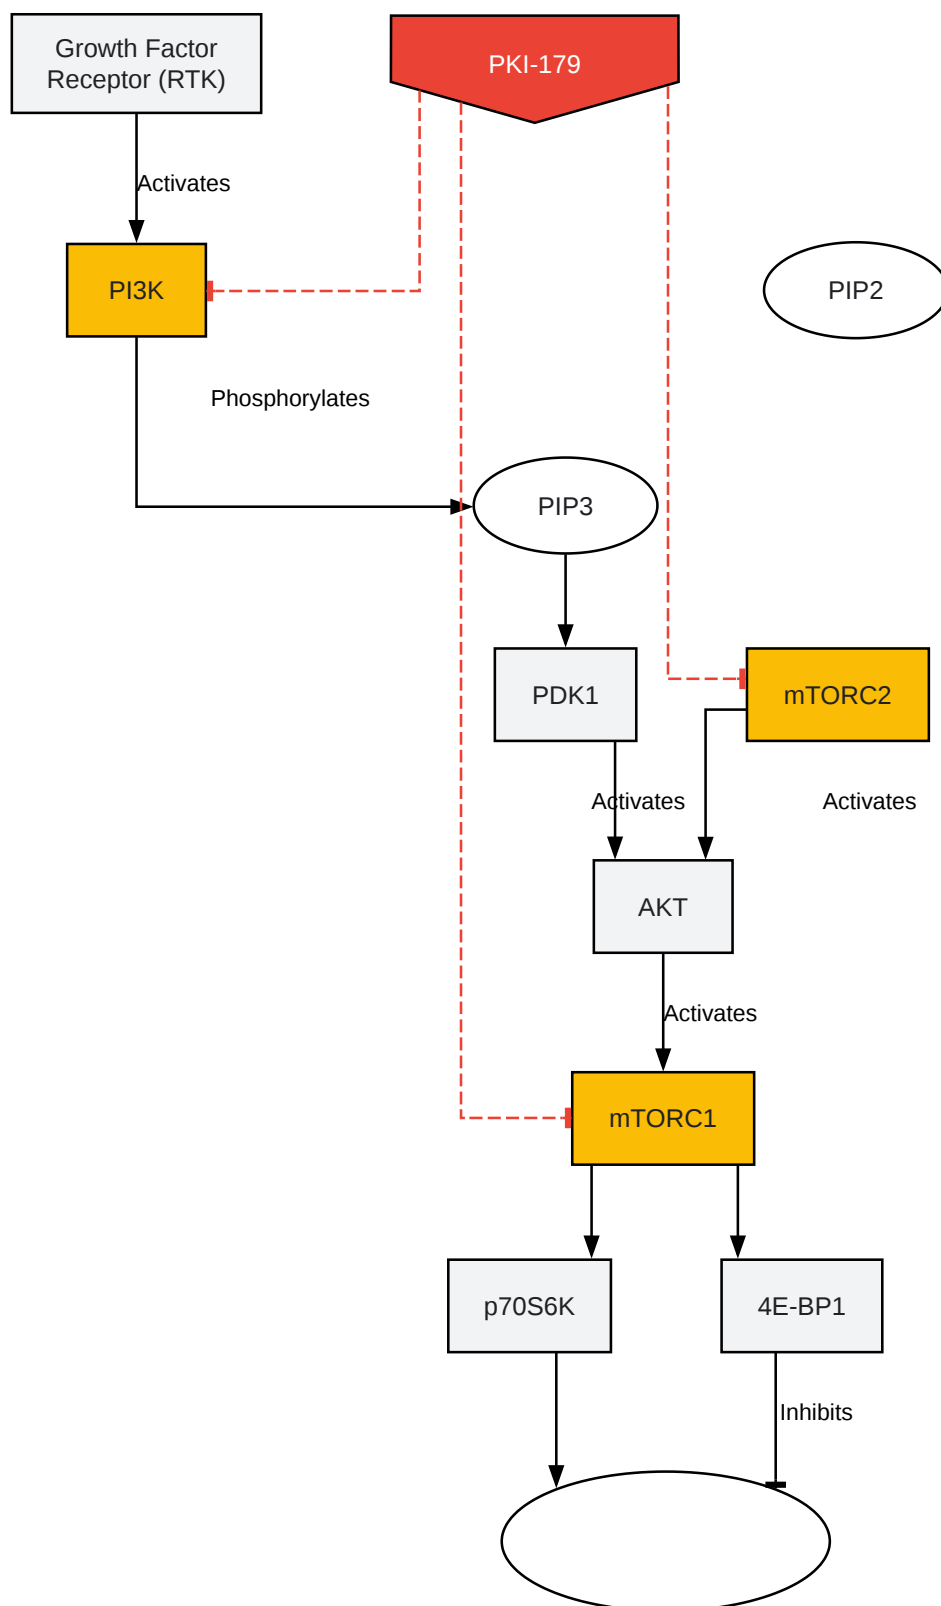 Growth Factor
Receptor (RTK)
PKI-179
Activates
PI3K
PIP2
Phosphorylates
PIP3
PDK1
mTORC2
Activates
Activates
AKT
Activates
mTORC1
p70S6K
4E-BP1
Inhibits